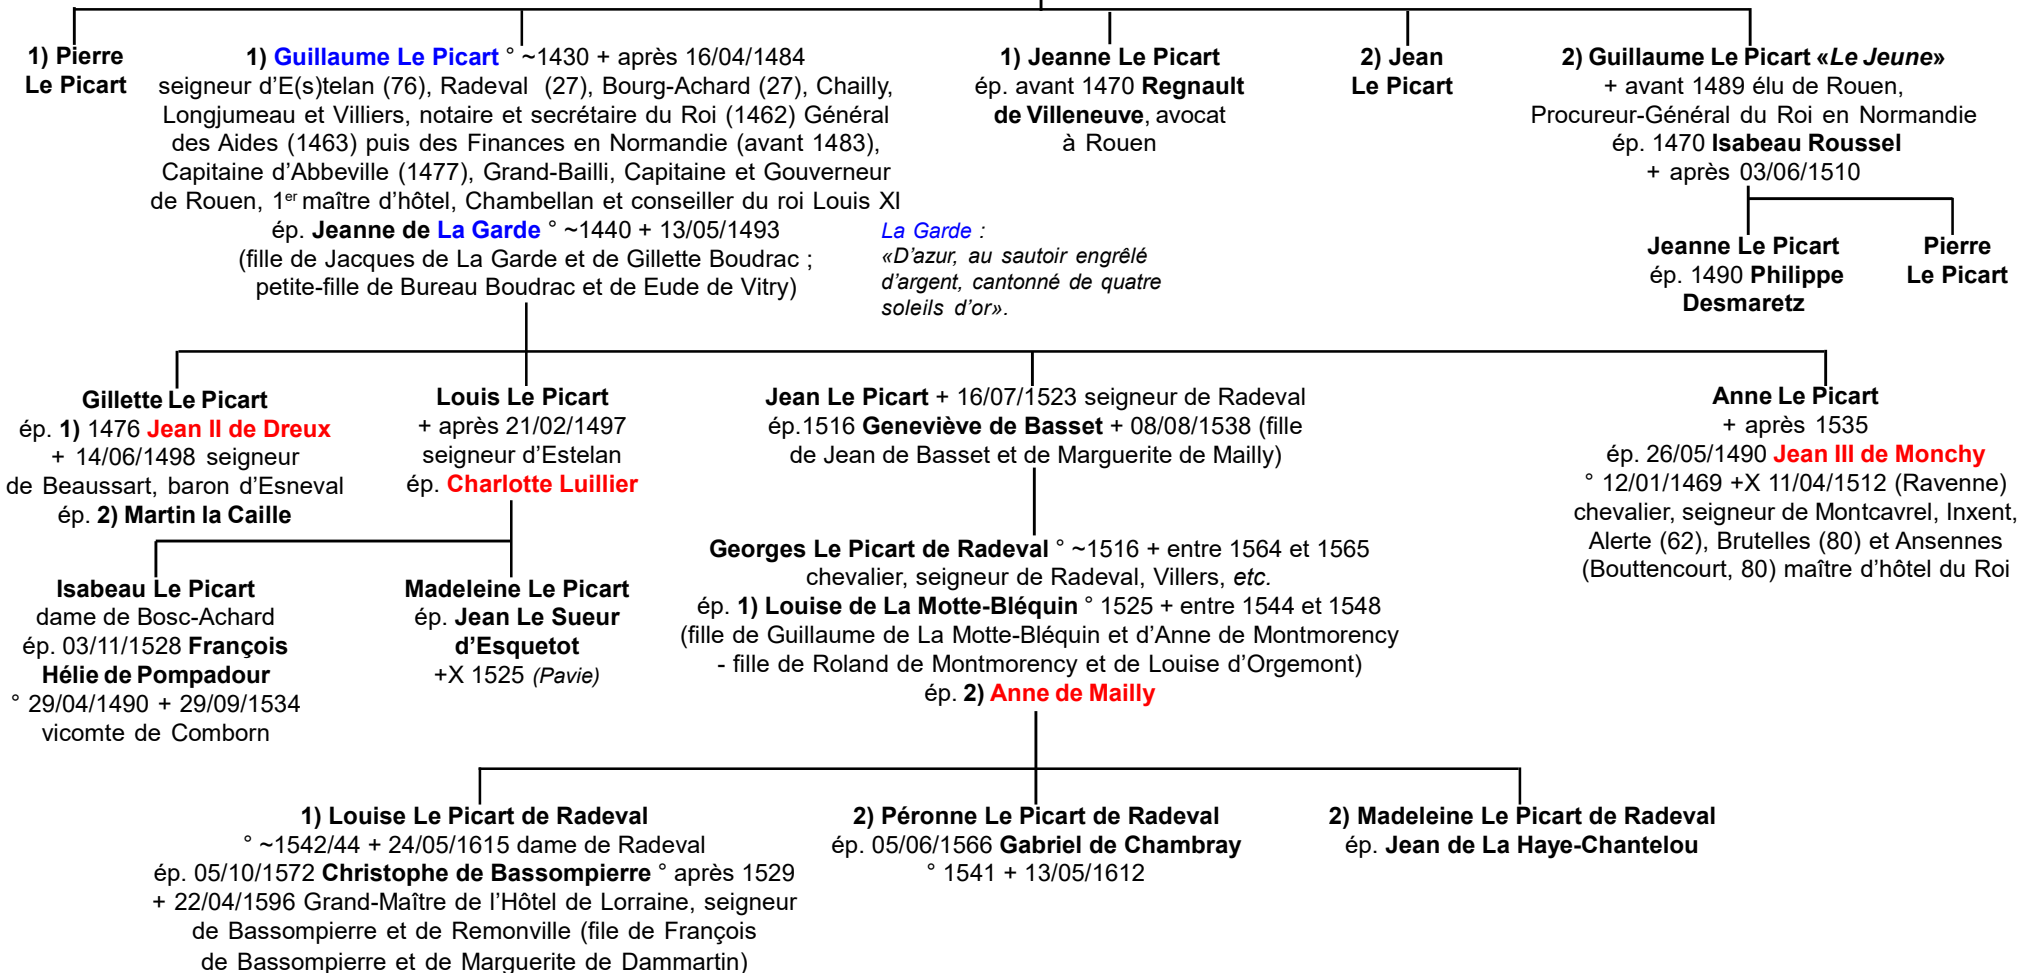 1) Pierre
Le Picart
1) Guillaume Le Picart ° ~1430 + après 16/04/1484
seigneur d'E(s)telan (76), Radeval (27), Bourg-Achard (27), Chailly,
Longjumeau et Villiers, notaire et secrétaire du Roi (1462) Général
des Aides (1463) puis des Finances en Normandie (avant 1483),
Capitaine d'Abbeville (1477), Grand-Bailli, Capitaine et Gouverneur
de Rouen, 1er maître d'hôtel, Chambellan et conseiller du roi Louis XI
ép. Jeanne de La Garde ° ~1440 + 13/05/1493
(fille de Jacques de La Garde et de Gillette Boudrac ;
petite-fille de Bureau Boudrac et de Eude de Vitry)
La Garde :
«D'azur, au sautoir engrêlé
d'argent, cantonné de quatre
soleils d'or».
1) Jeanne Le Picart
ép. avant 1470 Regnault
de Villeneuve, avocat
à Rouen
2) Jean
Le Picart
2) Guillaume Le Picart «Le Jeune»
+ avant 1489 élu de Rouen,
Procureur-Général du Roi en Normandie
ép. 1470 Isabeau Roussel
+ après 03/06/1510
Jeanne Le Picart
ép. 1490 Philippe
Desmaretz
Pierre
Le Picart
Gillette Le Picart
ép. 1) 1476 Jean II de Dreux
+ 14/06/1498 seigneur
de Beaussart, baron d'Esneval
ép. 2) Martin la Caille
Louis Le Picart
+ après 21/02/1497
seigneur d'Estelan
ép. Charlotte Luillier
Jean Le Picart + 16/07/1523 seigneur de Radeval
ép.1516 Geneviève de Basset + 08/08/1538 (fille
de Jean de Basset et de Marguerite de Mailly)
Anne Le Picart
+ après 1535
ép. 26/05/1490 Jean III de Monchy
° 12/01/1469 +X 11/04/1512 (Ravenne)
chevalier, seigneur de Montcavrel, Inxent,
Alerte (62), Brutelles (80) et Ansennes
(Bouttencourt, 80) maître d'hôtel du Roi
Isabeau Le Picart
dame de Bosc-Achard
ép. 03/11/1528 François
Hélie de Pompadour
° 29/04/1490 + 29/09/1534
vicomte de Comborn
Madeleine Le Picart
ép. Jean Le Sueur
d'Esquetot
+X 1525 (Pavie)
Georges Le Picart de Radeval ° ~1516 + entre 1564 et 1565
chevalier, seigneur de Radeval, Villers, etc.
ép. 1) Louise de La Motte-Bléquin ° 1525 + entre 1544 et 1548
(fille de Guillaume de La Motte-Bléquin et d'Anne de Montmorency
- fille de Roland de Montmorency et de Louise d'Orgemont)
ép. 2) Anne de Mailly
1) Louise Le Picart de Radeval
° ~1542/44 + 24/05/1615 dame de Radeval
ép. 05/10/1572 Christophe de Bassompierre ° après 1529
+ 22/04/1596 Grand-Maître de l'Hôtel de Lorraine, seigneur
de Bassompierre et de Remonville (file de François
de Bassompierre et de Marguerite de Dammartin)
2) Péronne Le Picart de Radeval
ép. 05/06/1566 Gabriel de Chambray
° 1541 + 13/05/1612
2) Madeleine Le Picart de Radeval
ép. Jean de La Haye-Chantelou